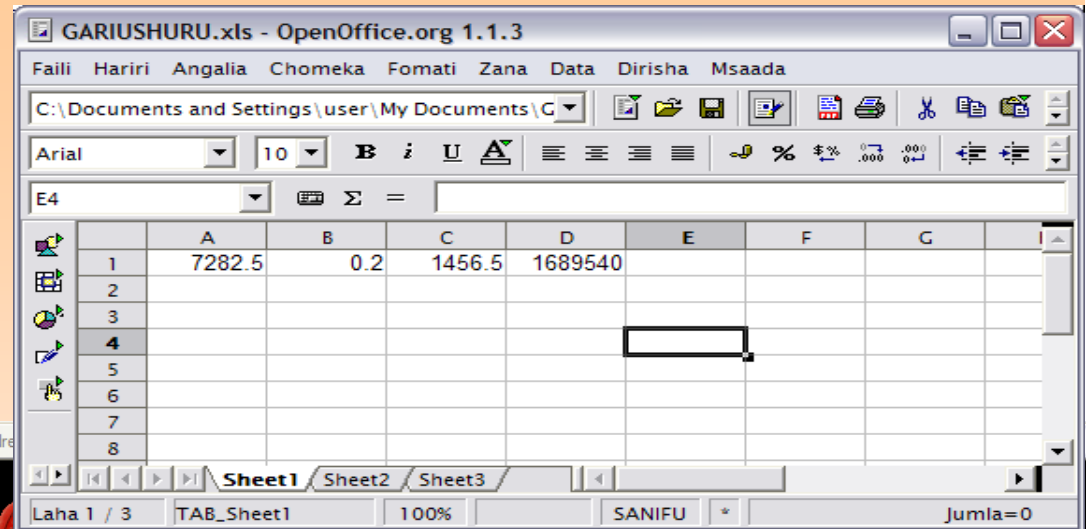 GARIUSHURU.xls - OpenOffice.org 1.1.3
Faili Hariri Angalia Chomeka Fomati Zana Data Dirisha Msaada
C:\Documents and Settings\user\My Documents\G
Arial 10 B i U A % $% .000 .000
E4 Σ =
A B C D E F G
1 7282.5 0.2 1456.5 1689540
2
3
4
5
6
7
8
Sheet1 Sheet2 Sheet3
Laha 1 / 3 TAB_Sheet1 100% SANIFU * Jumla=0